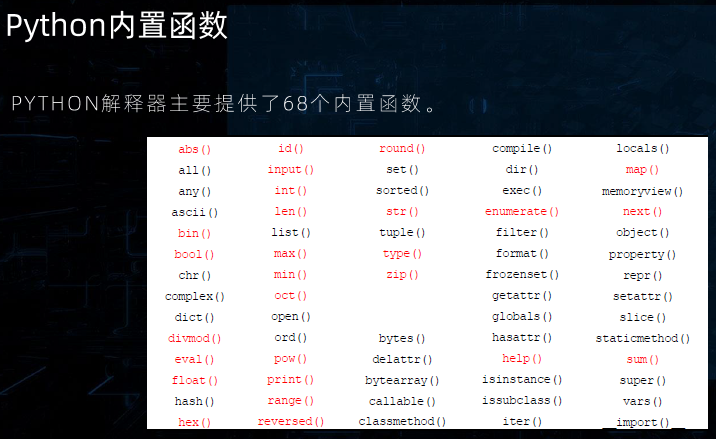 Python内置函数
PYTHON解释器主要提供了68个内置函数。
abs() id() round() compile() locals()
all() input() set() dir() map()
any() int() sorted() exec() memoryview()
ascii() len() str() enumerate() next()
bin() list() tuple() filter() object()
bool() max() type() format() property()
chr() min() zip() frozenset() repr()
complex() oct() getattr() setattr()
dict() open() globals() slice()
divmod() ord() bytes() hasattr() staticmethod()
eval() pow() delattr() help() sum()
float() print() bytearray() isinstance() super()
hash() range() callable() issubclass() vars()
hex() reversed() classmethod() iter() __import__()